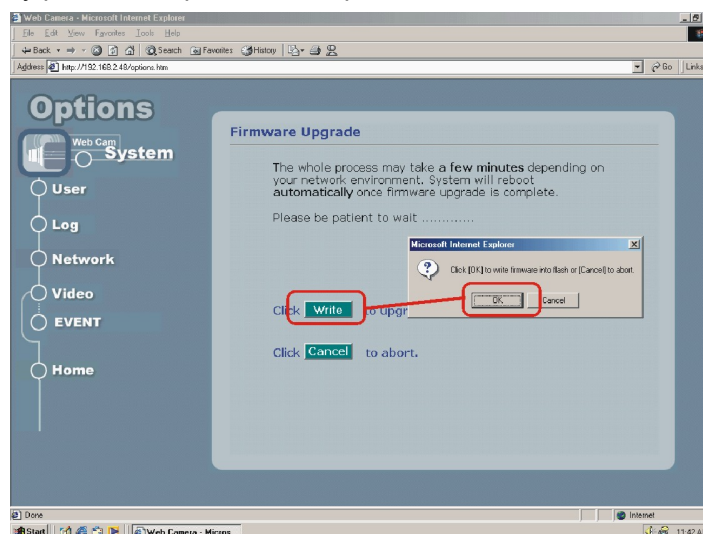 Web Camera - Microsoft Internet Explorer
File Edit View Favorites Tools Help
Back Search Favorites History
Address http://192.168.2.48/options.htm Go Links
Options
Web Cam
System
User
Log
Network
Video
EVENT
Home
Firmware Upgrade
The whole process may take a few minutes depending on
your network environment. System will reboot
automatically once firmware upgrade is complete.
Please be patient to wait .............
Microsoft Internet Explorer
Click [OK] to write firmware into flash or [Cancel] to abort.
OK Cancel
Click Write to upgr
Click Cancel to abort.
Done Internet
Start Web Camera - Micros... 11:42 A